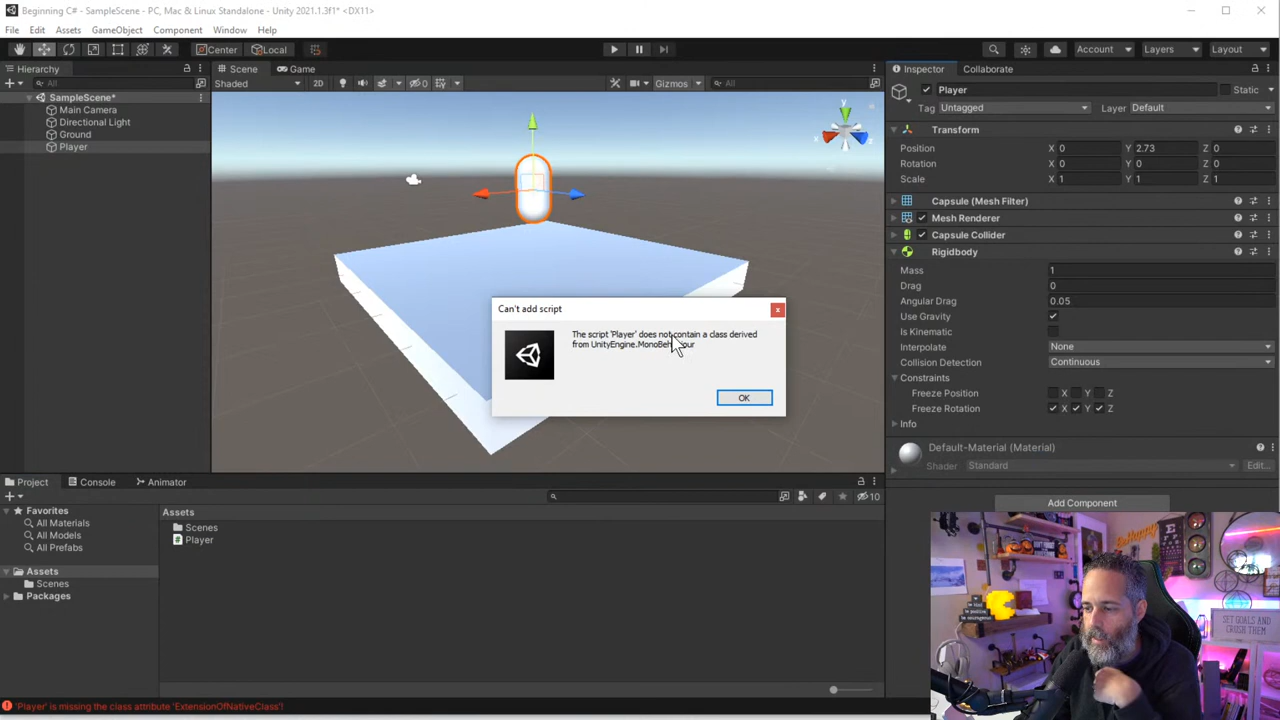 Beginning C# - SampleScene - PC, Mac & Linux Standalone - Unity 2021.1.3f1* <DX11>
File Edit Assets GameObject Component Window Help
Center Local
Account Layers Layout
Hierarchy
All
SampleScene*
Main Camera
Directional Light
Ground
Player
Scene Game
Shaded 2D 0 Gizmos All
y
x
z
Can't add script
x
The script 'Player' does not contain a class derived
from UnityEngine.MonoBehaviour
OK
Inspector Collaborate
Player Static
Tag Untagged Layer Default
Transform
Position X 0 Y 2.73 Z 0
Rotation X 0 Y 0 Z 0
Scale X 1 Y 1 Z 1
Capsule (Mesh Filter)
Mesh Renderer
Capsule Collider
Rigidbody
Mass 1
Drag 0
Angular Drag 0.05
Use Gravity
Is Kinematic
Interpolate None
Collision Detection Continuous
Constraints
Freeze Position X Y Z
Freeze Rotation X Y Z
Info
Default-Material (Material)
Shader Standard Edit...
Add Component
Project Console Animator
10
Favorites
All Materials
All Models
All Prefabs
Assets
Scenes
Packages
Assets
Scenes
Player
SET GOALS AND
CRUSH THEM
'Player' is missing the class attribute 'ExtensionOfNativeClass'!